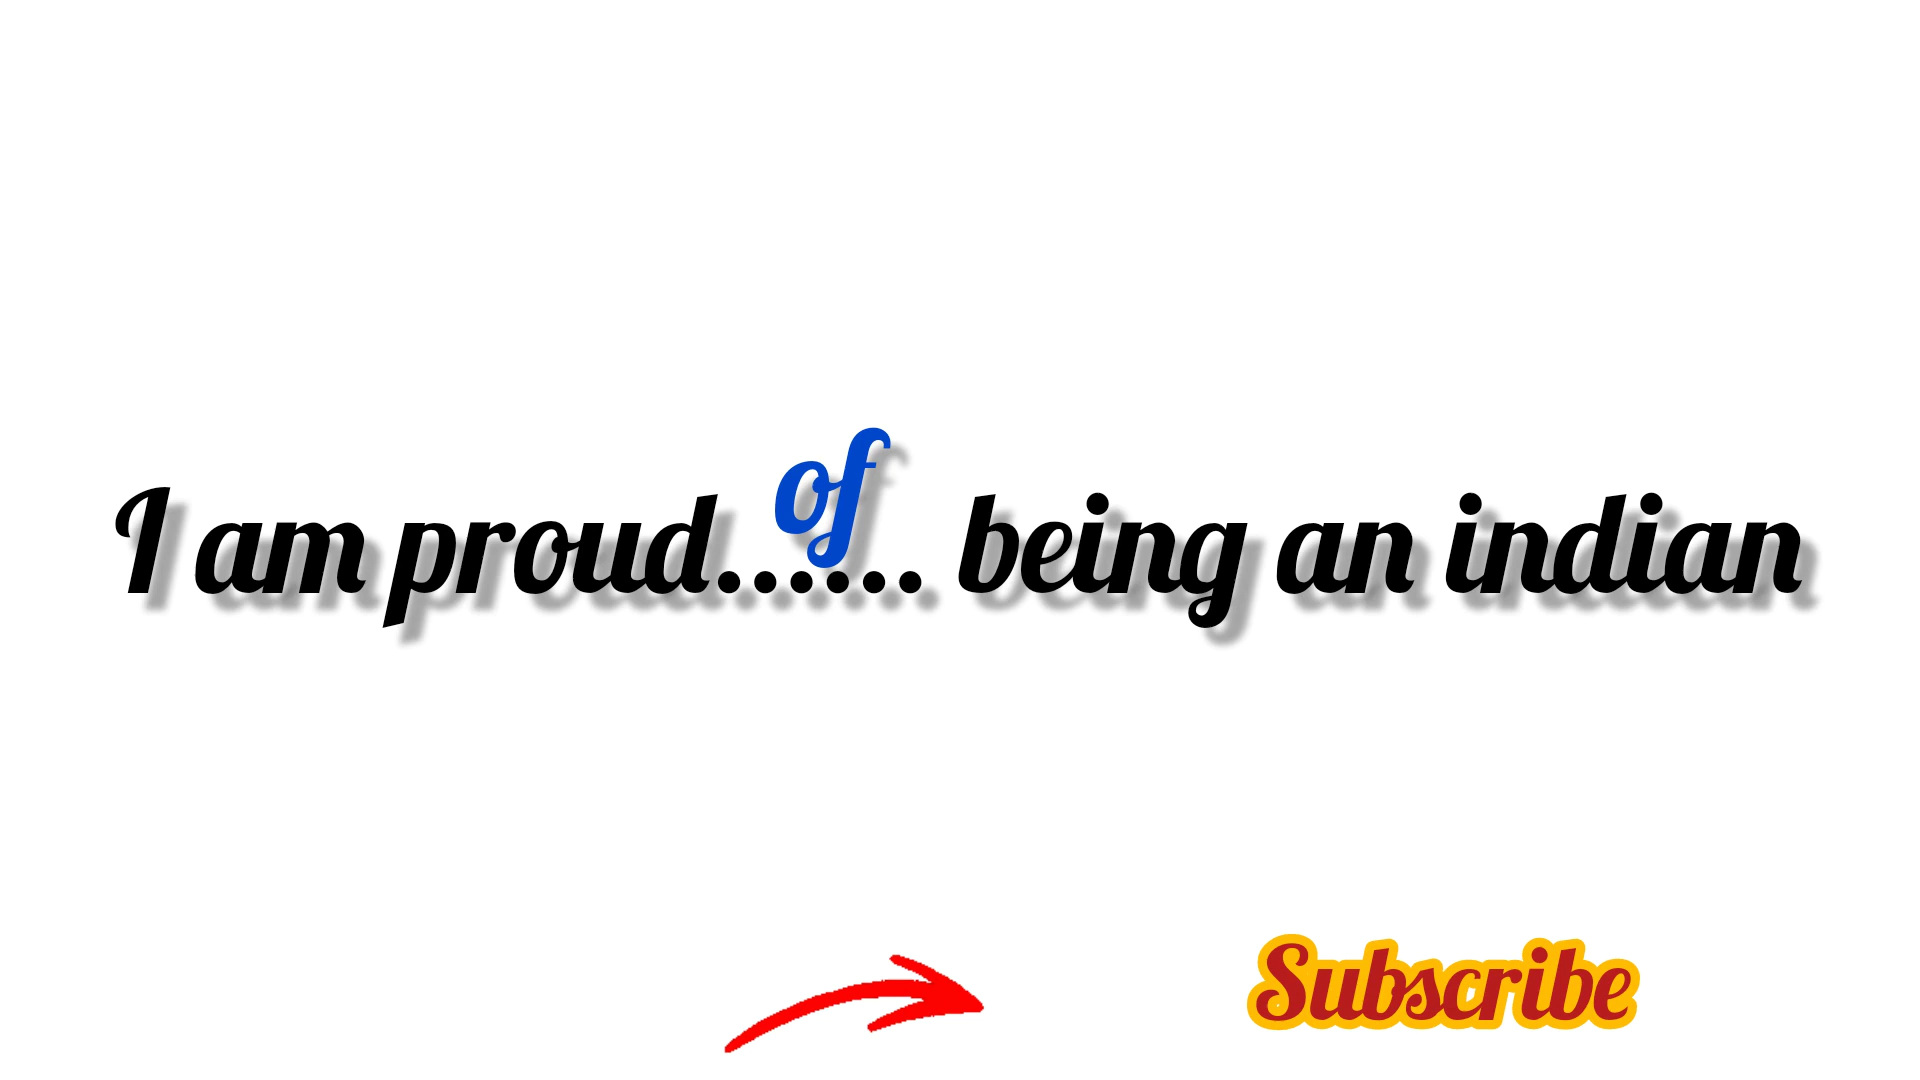 I am proud...... of being an indian
Subscribe